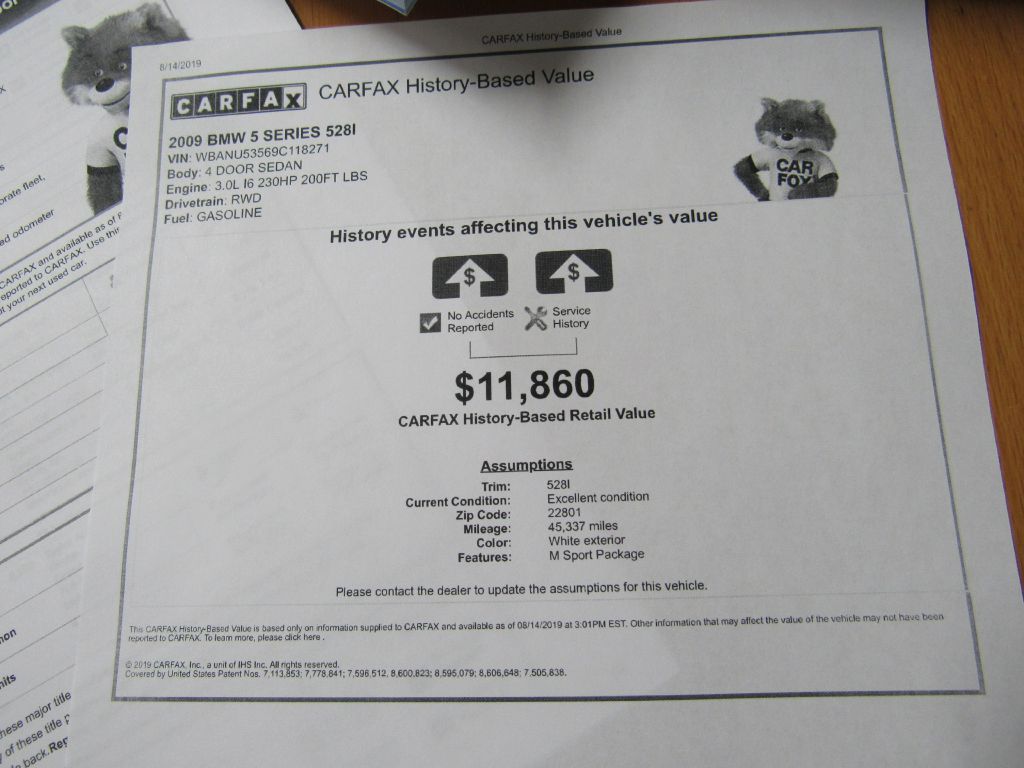 CARFAX History-Based Value
8/14/2019
CARFAX CARFAX History-Based Value
2009 BMW 5 SERIES 528I
VIN: WBANU53569C118271
Body: 4 DOOR SEDAN
Engine: 3.0L I6 230HP 200FT LBS
Drivetrain: RWD
Fuel: GASOLINE
CAR
FOX
History events affecting this vehicle's value
$ $
No Accidents
Reported
Service
History
$11,860
CARFAX History-Based Retail Value
Assumptions
Trim: 528I
Current Condition: Excellent condition
Zip Code: 22801
Mileage: 45,337 miles
Color: White exterior
Features: M Sport Package
Please contact the dealer to update the assumptions for this vehicle.
This CARFAX History-Based Value is based only on information supplied to CARFAX and available as of 08/14/2019 at 3:01PM EST. Other information that may affect the value of the vehicle may not have been
reported to CARFAX. To learn more, please click here .
© 2019 CARFAX, Inc., a unit of IHS Inc. All rights reserved.
Covered by United States Patent Nos. 7,113,853; 7,778,841; 7,596,512, 8,600,823; 8,595,079; 8,606,648; 7,505,838.
orate fleet,
ed odometer
CARFAX and available as of
reported to CARFAX. Use this
your next used car.
these major title
of these title
back.